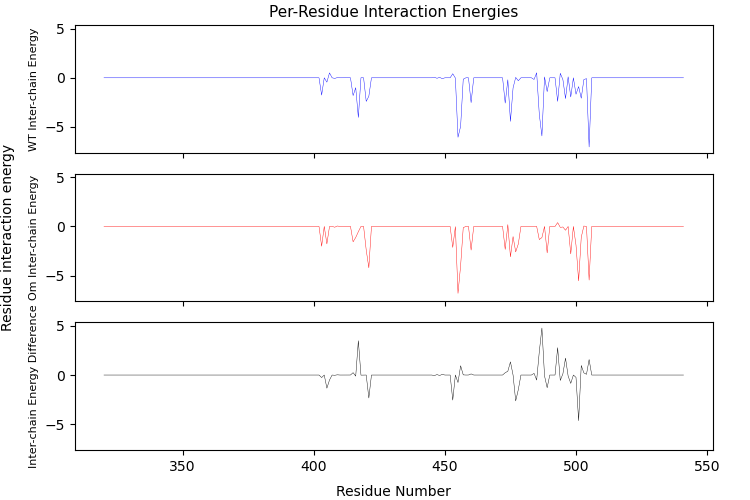 Per-Residue Interaction Energies
Residue interaction energy
WT Inter-chain Energy
5
0
−5
Om Inter-chain Energy
5
0
−5
Inter-chain Energy Difference
5
0
−5
350
400
450
500
550
Residue Number